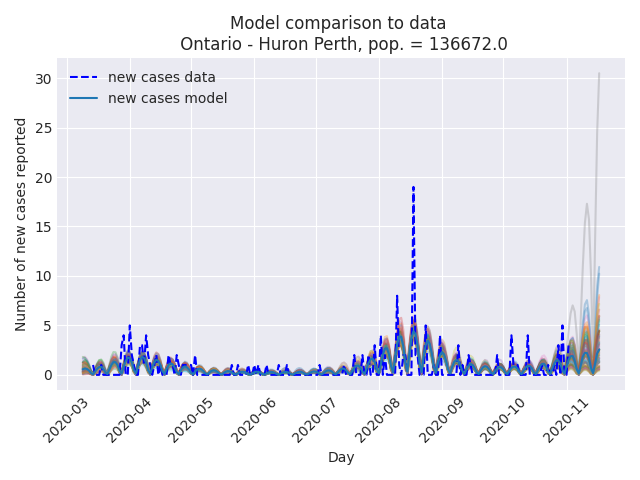 Model comparison to data
Ontario - Huron Perth, pop. = 136672.0
new cases data
new cases model
Number of new cases reported
30
25
20
15
10
5
0
2020-03
2020-04
2020-05
2020-06
2020-07
2020-08
2020-09
2020-10
2020-11
Day